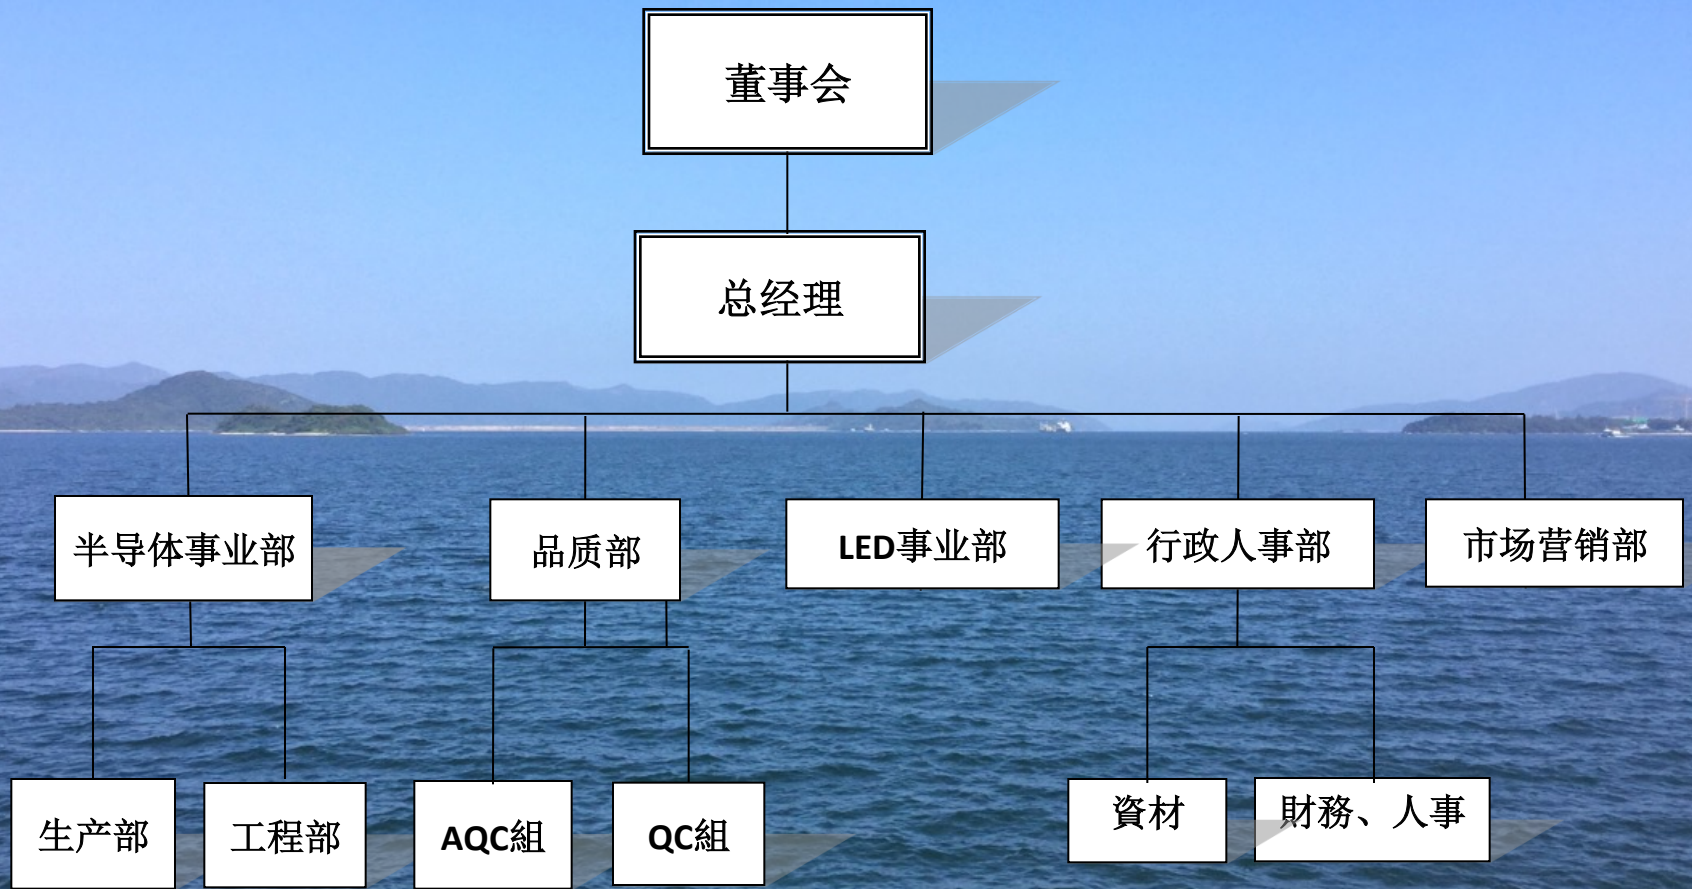 董事会
总经理
半导体事业部
品质部
LED事业部
行政人事部
市场营销部
生产部
工程部
AQC組
QC組
資材
財務、人事